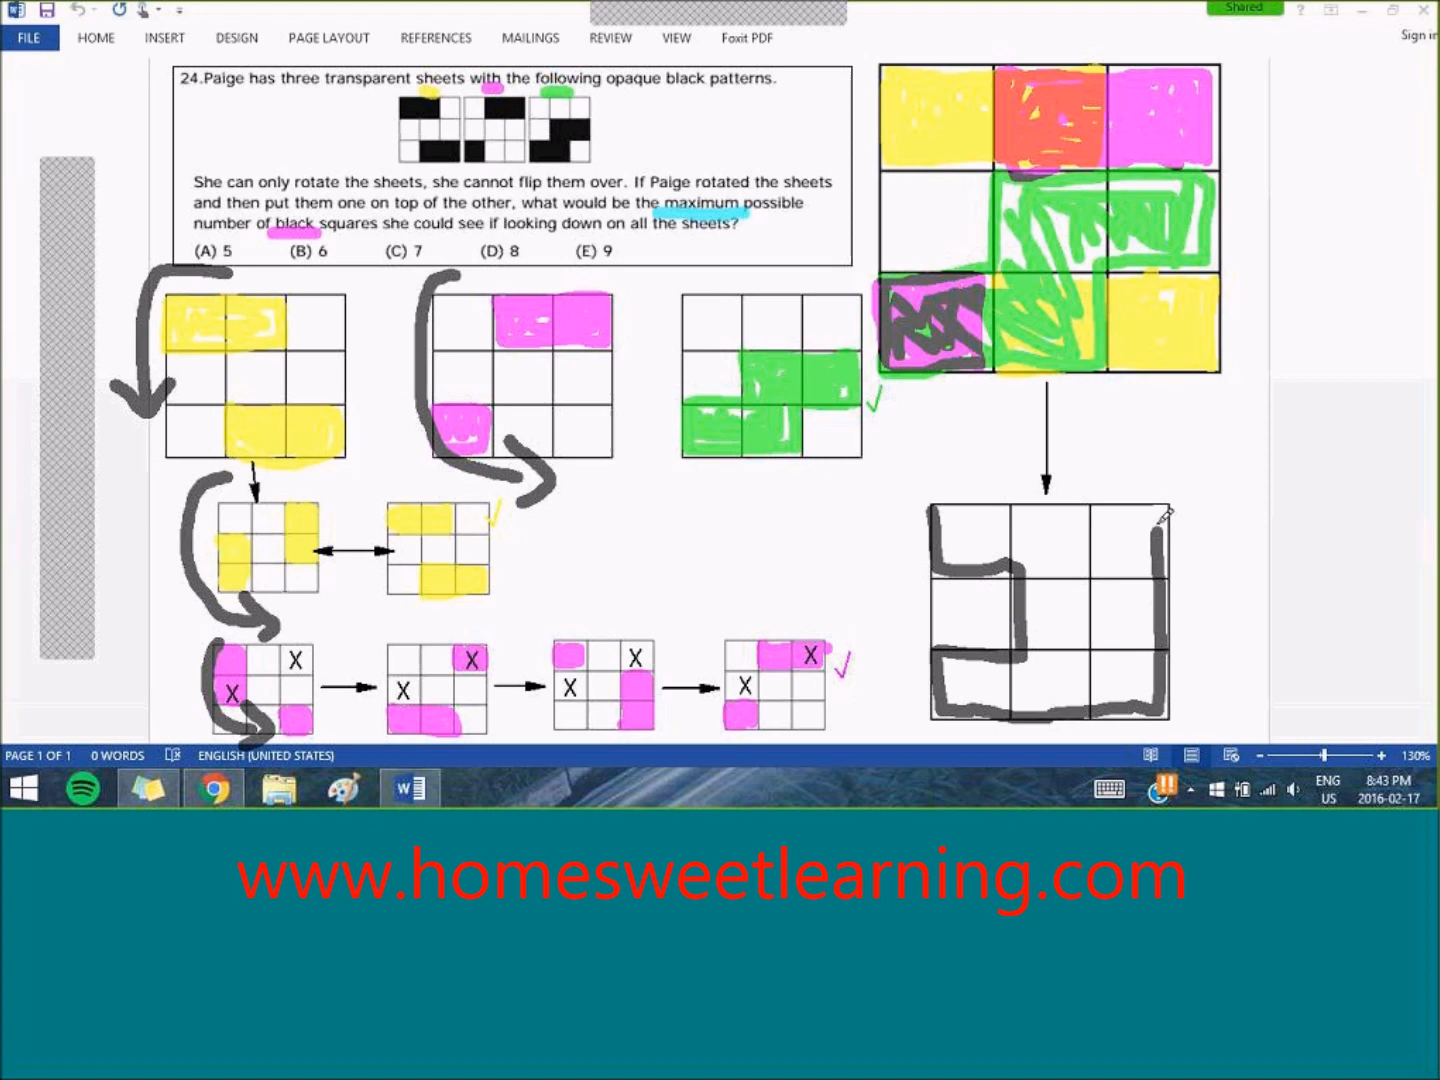 Shared
?
FILE HOME INSERT DESIGN PAGE LAYOUT REFERENCES MAILINGS REVIEW VIEW Foxit PDF
Sign in
24.Paige has three transparent sheets with the following opaque black patterns.
She can only rotate the sheets, she cannot flip them over. If Paige rotated the sheets
and then put them one on top of the other, what would be the maximum possible
number of black squares she could see if looking down on all the sheets?
(A) 5 (B) 6 (C) 7 (D) 8 (E) 9
X X X X
X X X X
PAGE 1 OF 1 0 WORDS ENGLISH (UNITED STATES) 130%
ENG 8:43 PM
US 2016-02-17
www.homesweetlearning.com